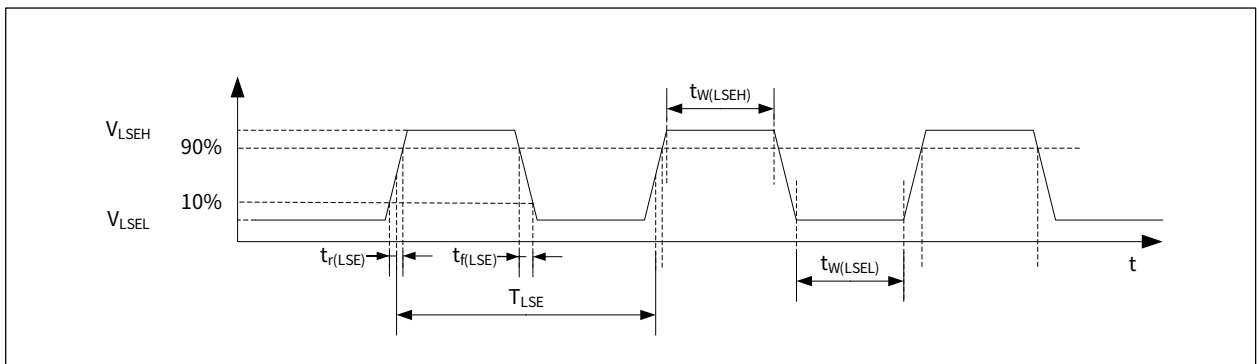 tW(LSEH)
VLSEH
90%
10%
VLSEL
tr(LSE)
tf(LSE)
tW(LSEL)
t
TLSE